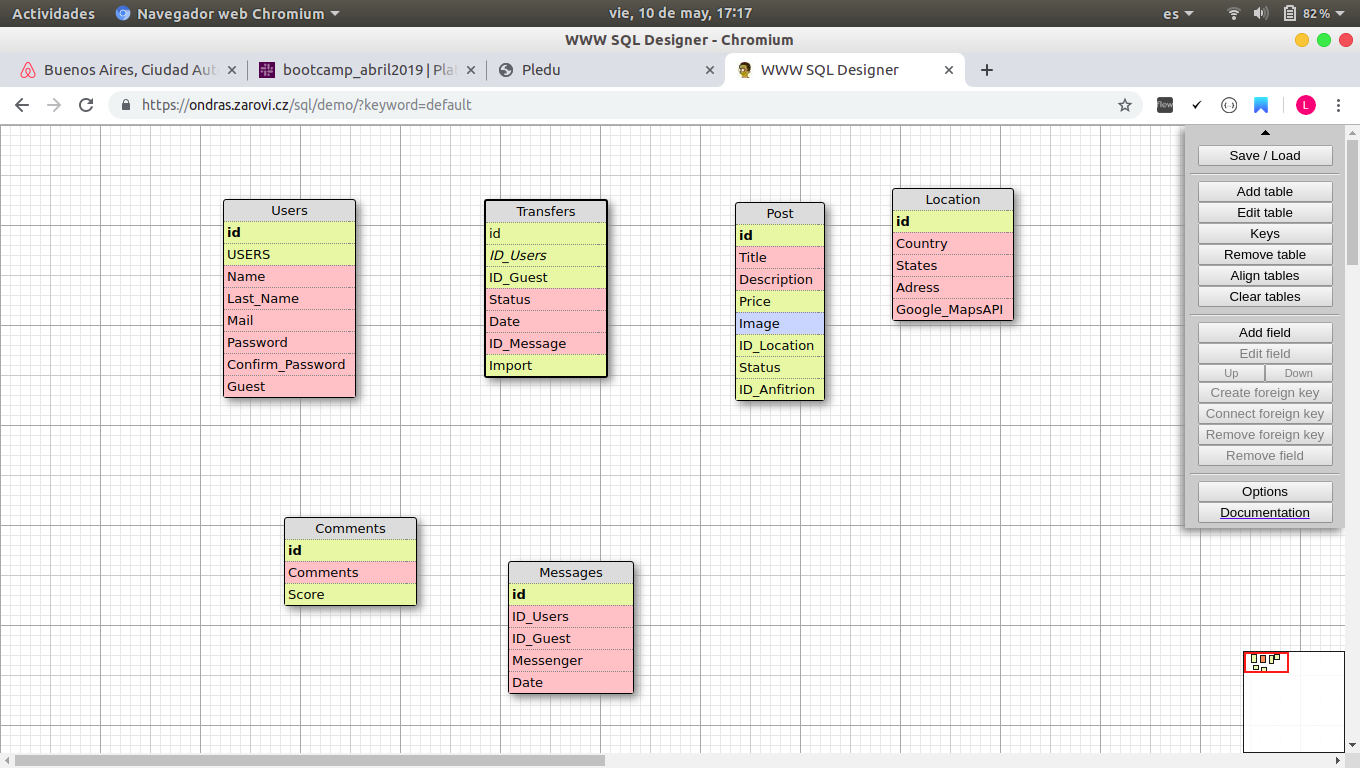 Actividades Navegador web Chromium vie, 10 de may, 17:17 es 82 %
WWW SQL Designer - Chromium
Buenos Aires, Ciudad Aut bootcamp_abril2019 | Plat Pledu WWW SQL Designer
https://ondras.zarovi.cz/sql/demo/?keyword=default L
Users
id
USERS
Name
Last_Name
Mail
Password
Confirm_Password
Guest
Transfers
id
ID_Users
ID_Guest
Status
Date
ID_Message
Import
Post
id
Title
Description
Price
Image
ID_Location
Status
ID_Anfitrion
Location
id
Country
States
Adress
Google_MapsAPI
Comments
id
Comments
Score
Messages
id
ID_Users
ID_Guest
Messenger
Date
Save / Load
Add table
Edit table
Keys
Remove table
Align tables
Clear tables
Add field
Edit field
Up Down
Create foreign key
Connect foreign key
Remove foreign key
Remove field
Options
Documentation